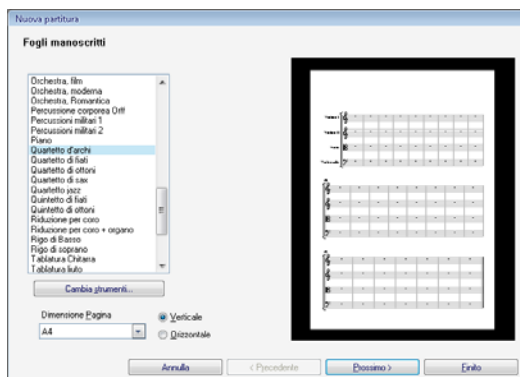 Nuova partitura
Fogli manoscritti
Orchestra, film
Orchestra, moderna
Orchestra, Romantica
Percussione corporea Orff
Percussioni militari 1
Percussioni militari 2
Piano
Quartetto d'archi
Quartetto di fiati
Quartetto di ottoni
Quartetto di sax
Quartetto jazz
Quintetto di fiati
Quintetto di ottoni
Riduzione per coro
Riduzione per coro + organo
Rigo di Basso
Rigo di soprano
Tablatura Chitarra
Tablatura liuto
Cambia strumenti...
Dimensione Pagina
A4
Verticale
Orizzontale
Annulla
< Precedente
Prossimo >
Finito